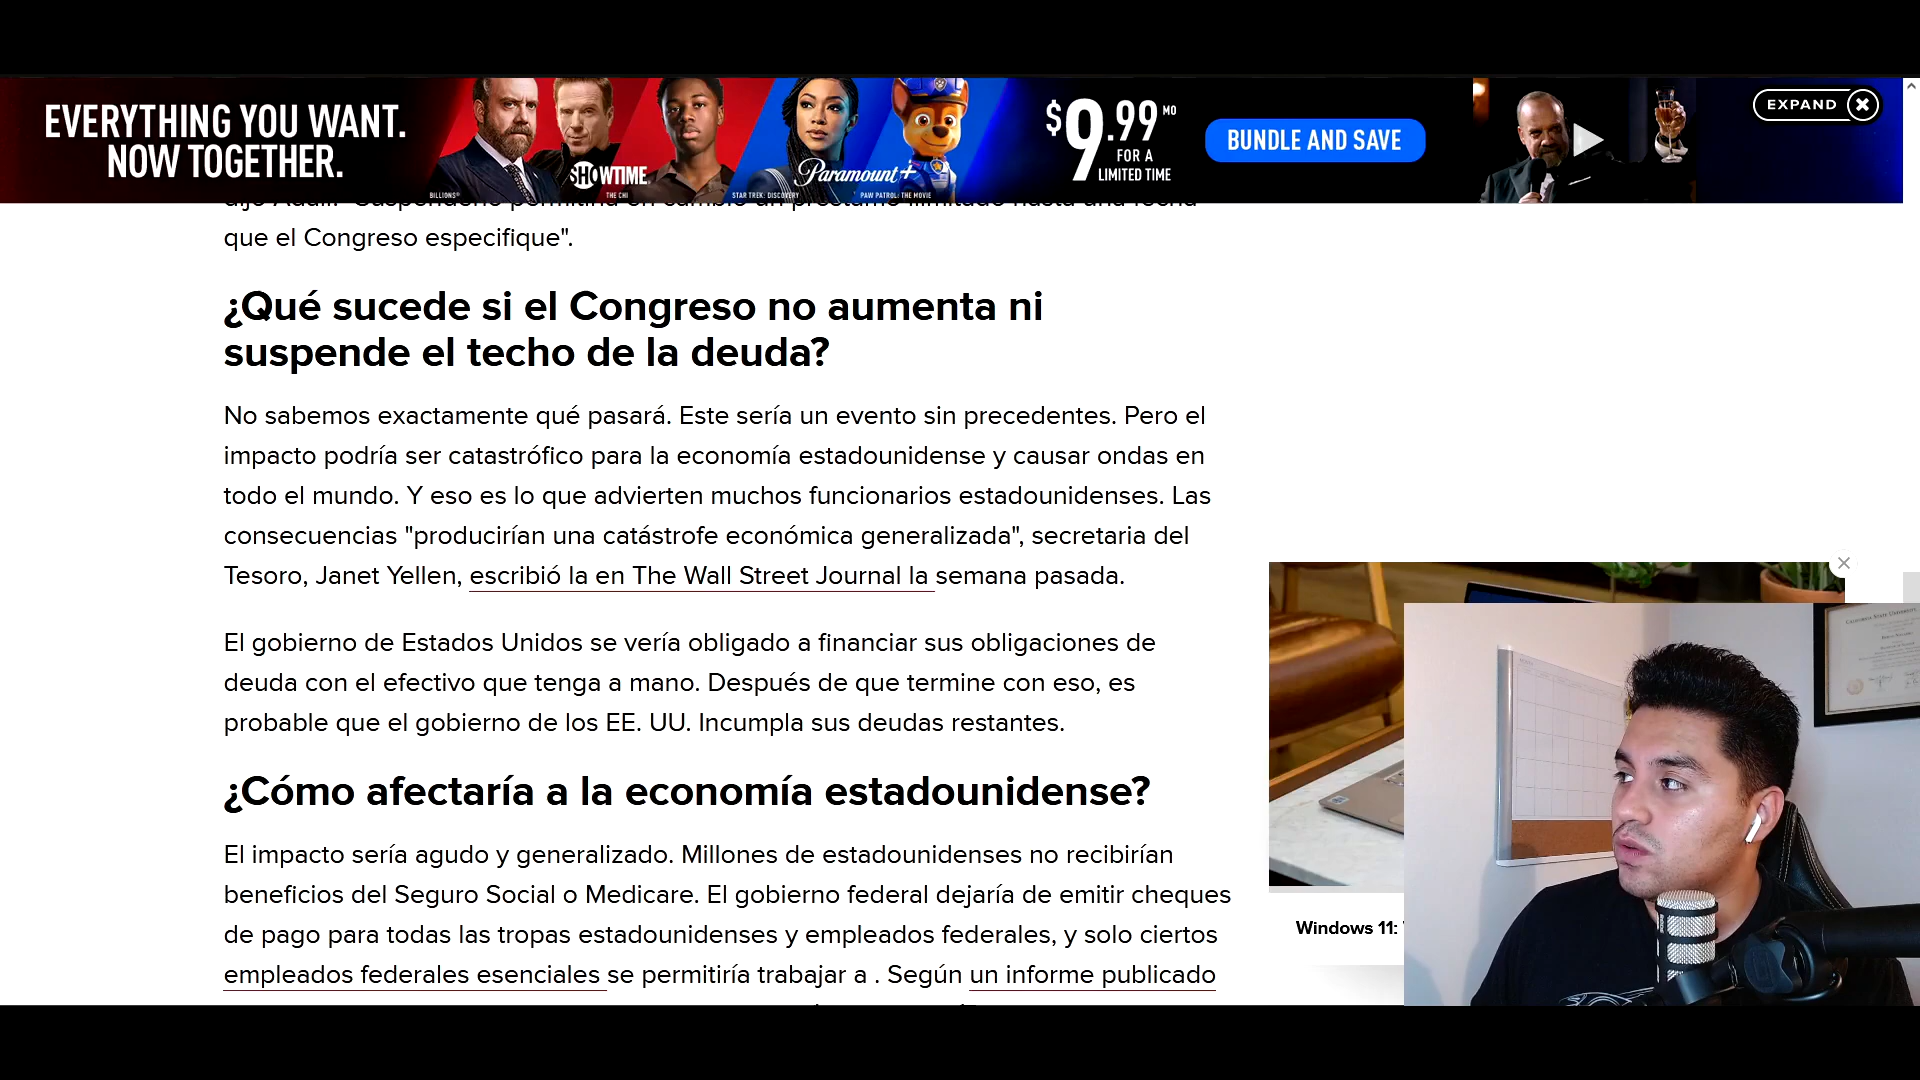 EVERYTHING YOU WANT.
NOW TOGETHER.
BILLIONS®
SHOWTIME
THE CHI
STAR TREK: DISCOVERY
Paramount+
PAW PATROL: THE MOVIE
$9.99 MO
FOR A
LIMITED TIME
BUNDLE AND SAVE
EXPAND
que el Congreso especifique".
¿Qué sucede si el Congreso no aumenta ni
suspende el techo de la deuda?
No sabemos exactamente qué pasará. Este sería un evento sin precedentes. Pero el
impacto podría ser catastrófico para la economía estadounidense y causar ondas en
todo el mundo. Y eso es lo que advierten muchos funcionarios estadounidenses. Las
consecuencias "producirían una catástrofe económica generalizada", secretaria del
Tesoro, Janet Yellen, escribió la en The Wall Street Journal la semana pasada.
El gobierno de Estados Unidos se vería obligado a financiar sus obligaciones de
deuda con el efectivo que tenga a mano. Después de que termine con eso, es
probable que el gobierno de los EE. UU. Incumpla sus deudas restantes.
¿Cómo afectaría a la economía estadounidense?
El impacto sería agudo y generalizado. Millones de estadounidenses no recibirían
beneficios del Seguro Social o Medicare. El gobierno federal dejaría de emitir cheques
de pago para todas las tropas estadounidenses y empleados federales, y solo ciertos
empleados federales esenciales se permitiría trabajar a . Según un informe publicado
Windows 11: